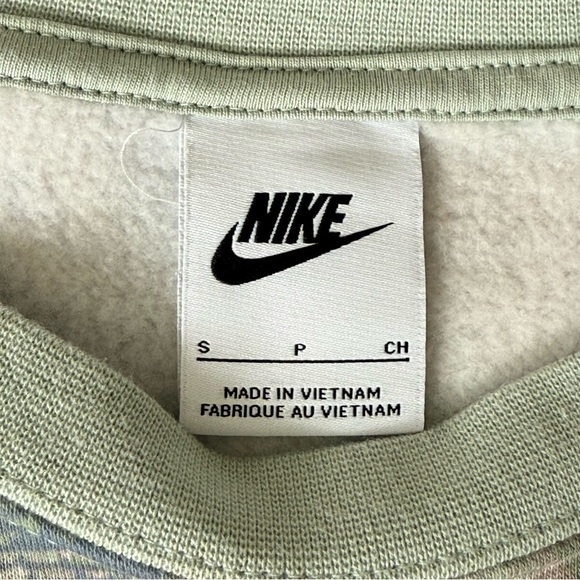 NIKE
S P CH
MADE IN VIETNAM
FABRIQUE AU VIETNAM